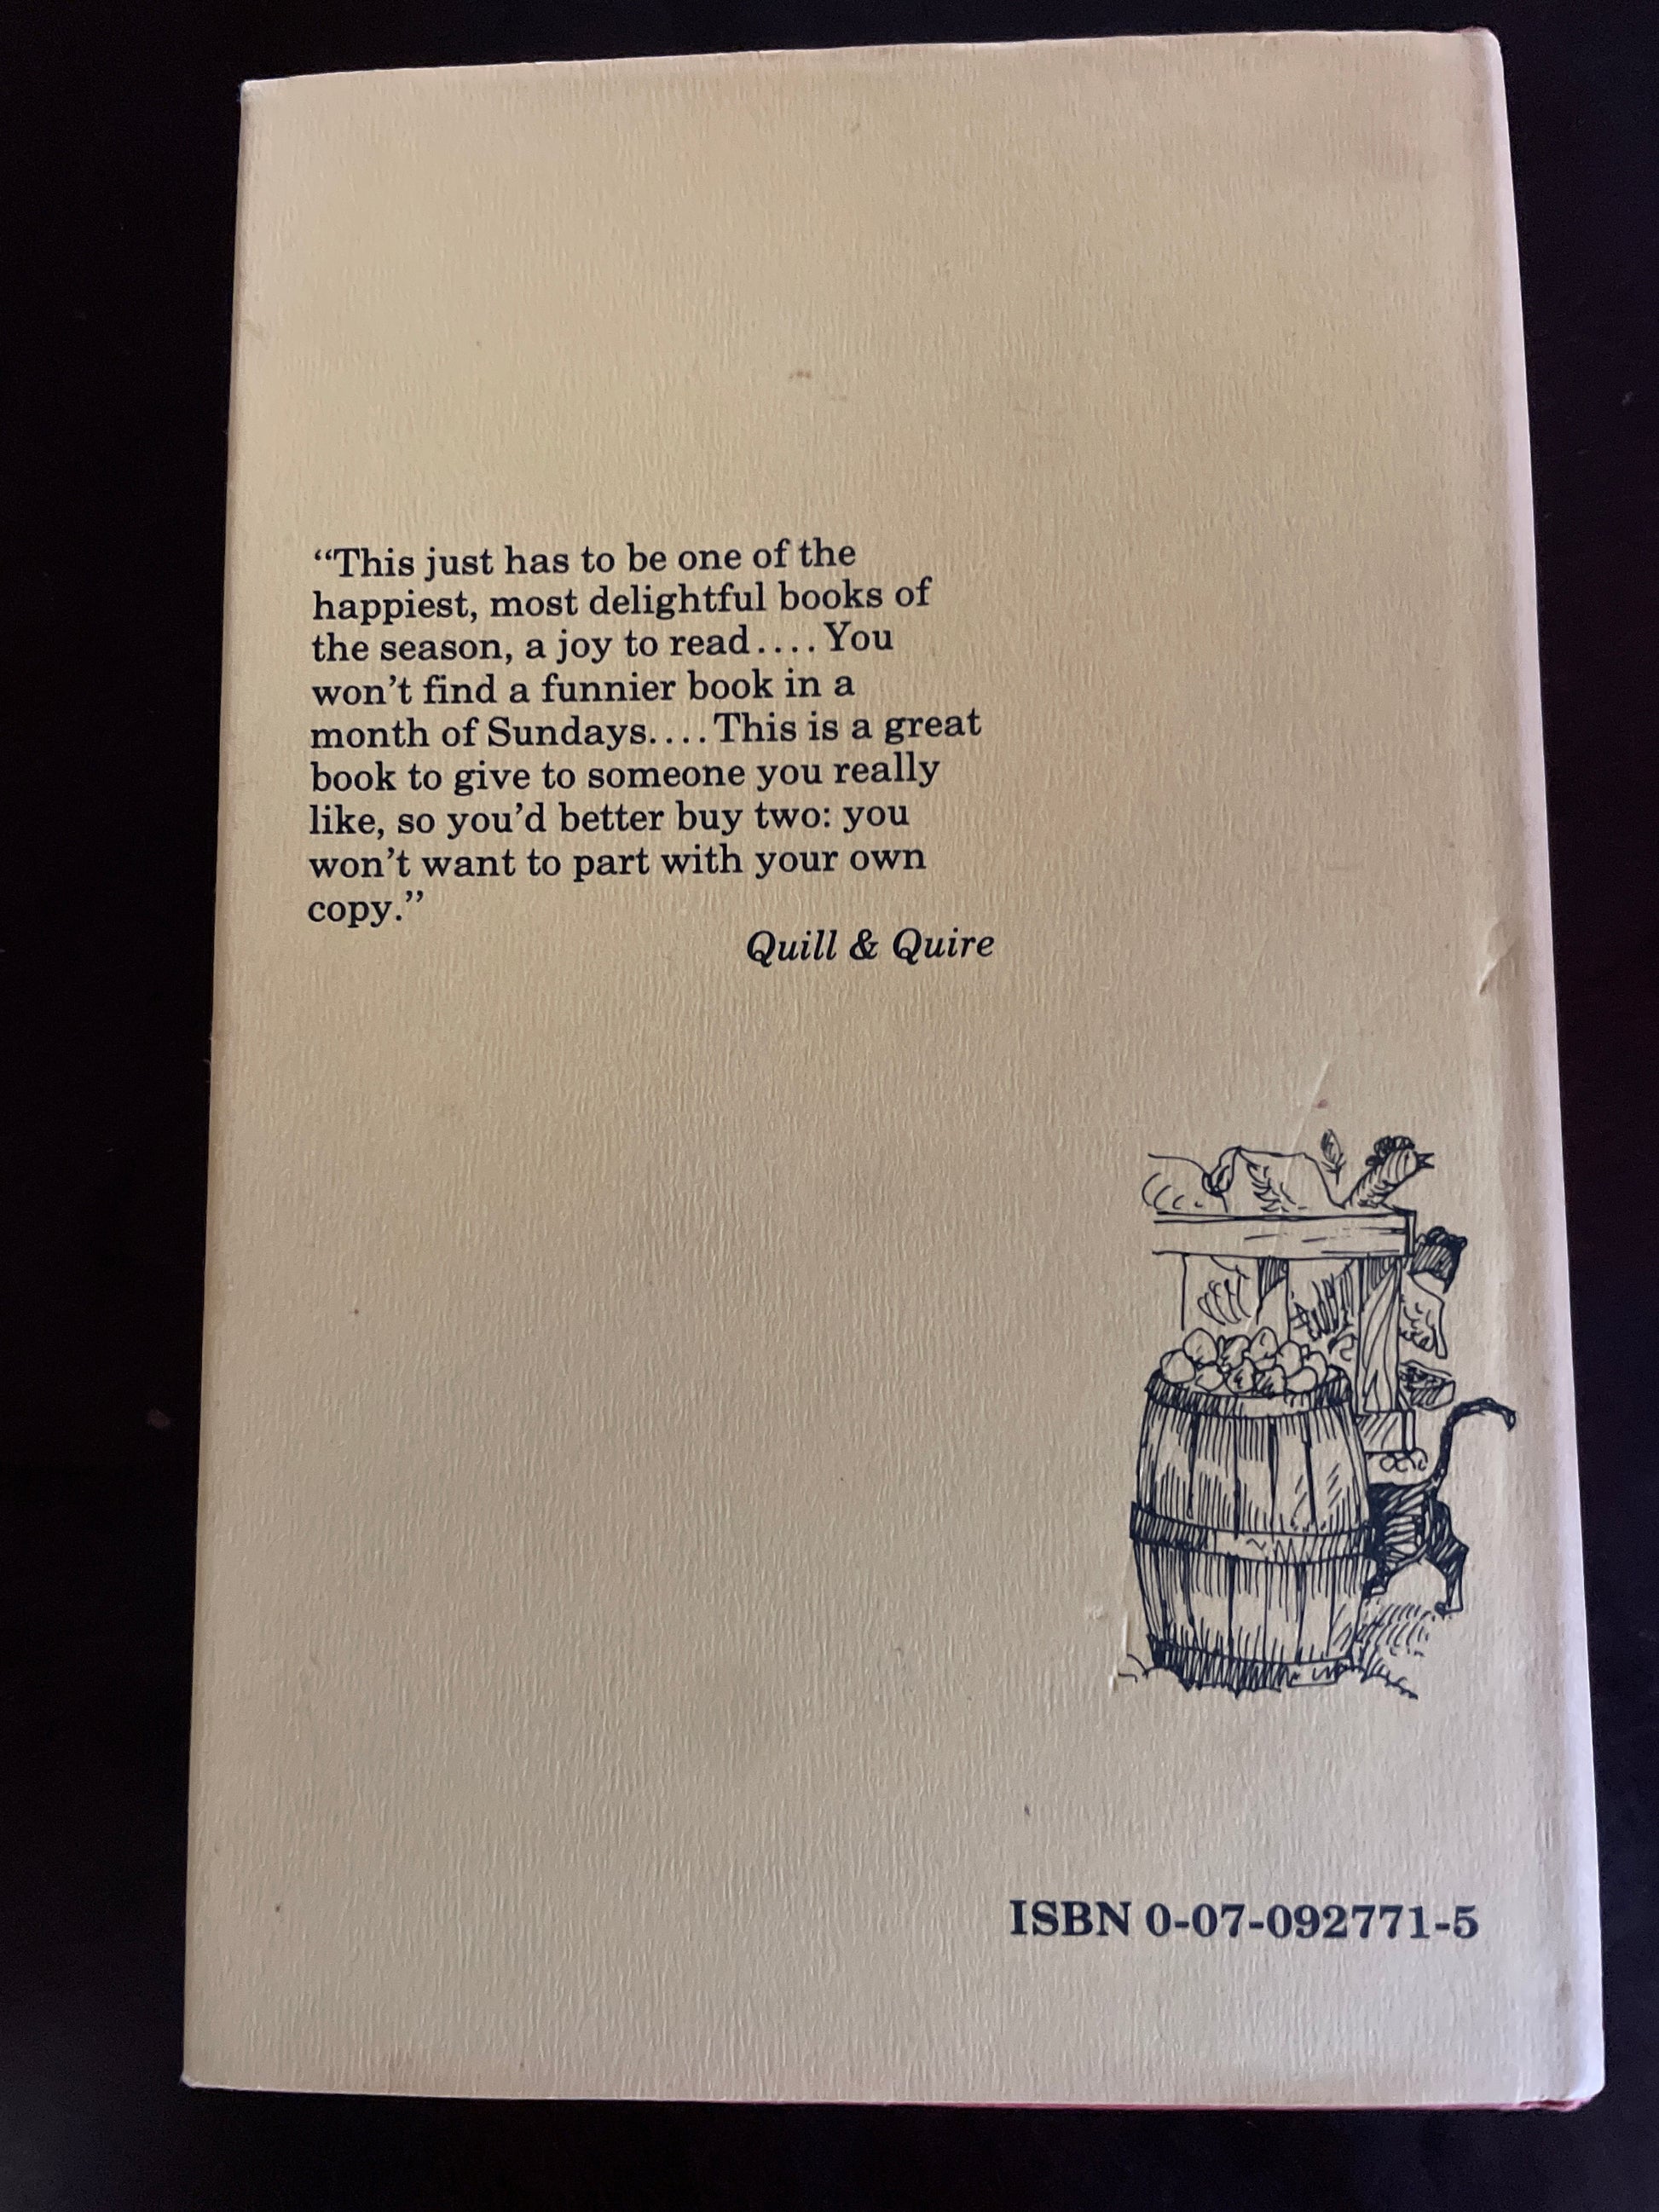 “This just has to be one of the
happiest, most delightful books of
the season, a joy to read.... You
won’t find a funnier book in a
month of Sundays.... This is a great
book to give to someone you really
like, so you’d better buy two: you
won’t want to part with your own
copy.”
Quill & Quire
ISBN 0-07-092771-5